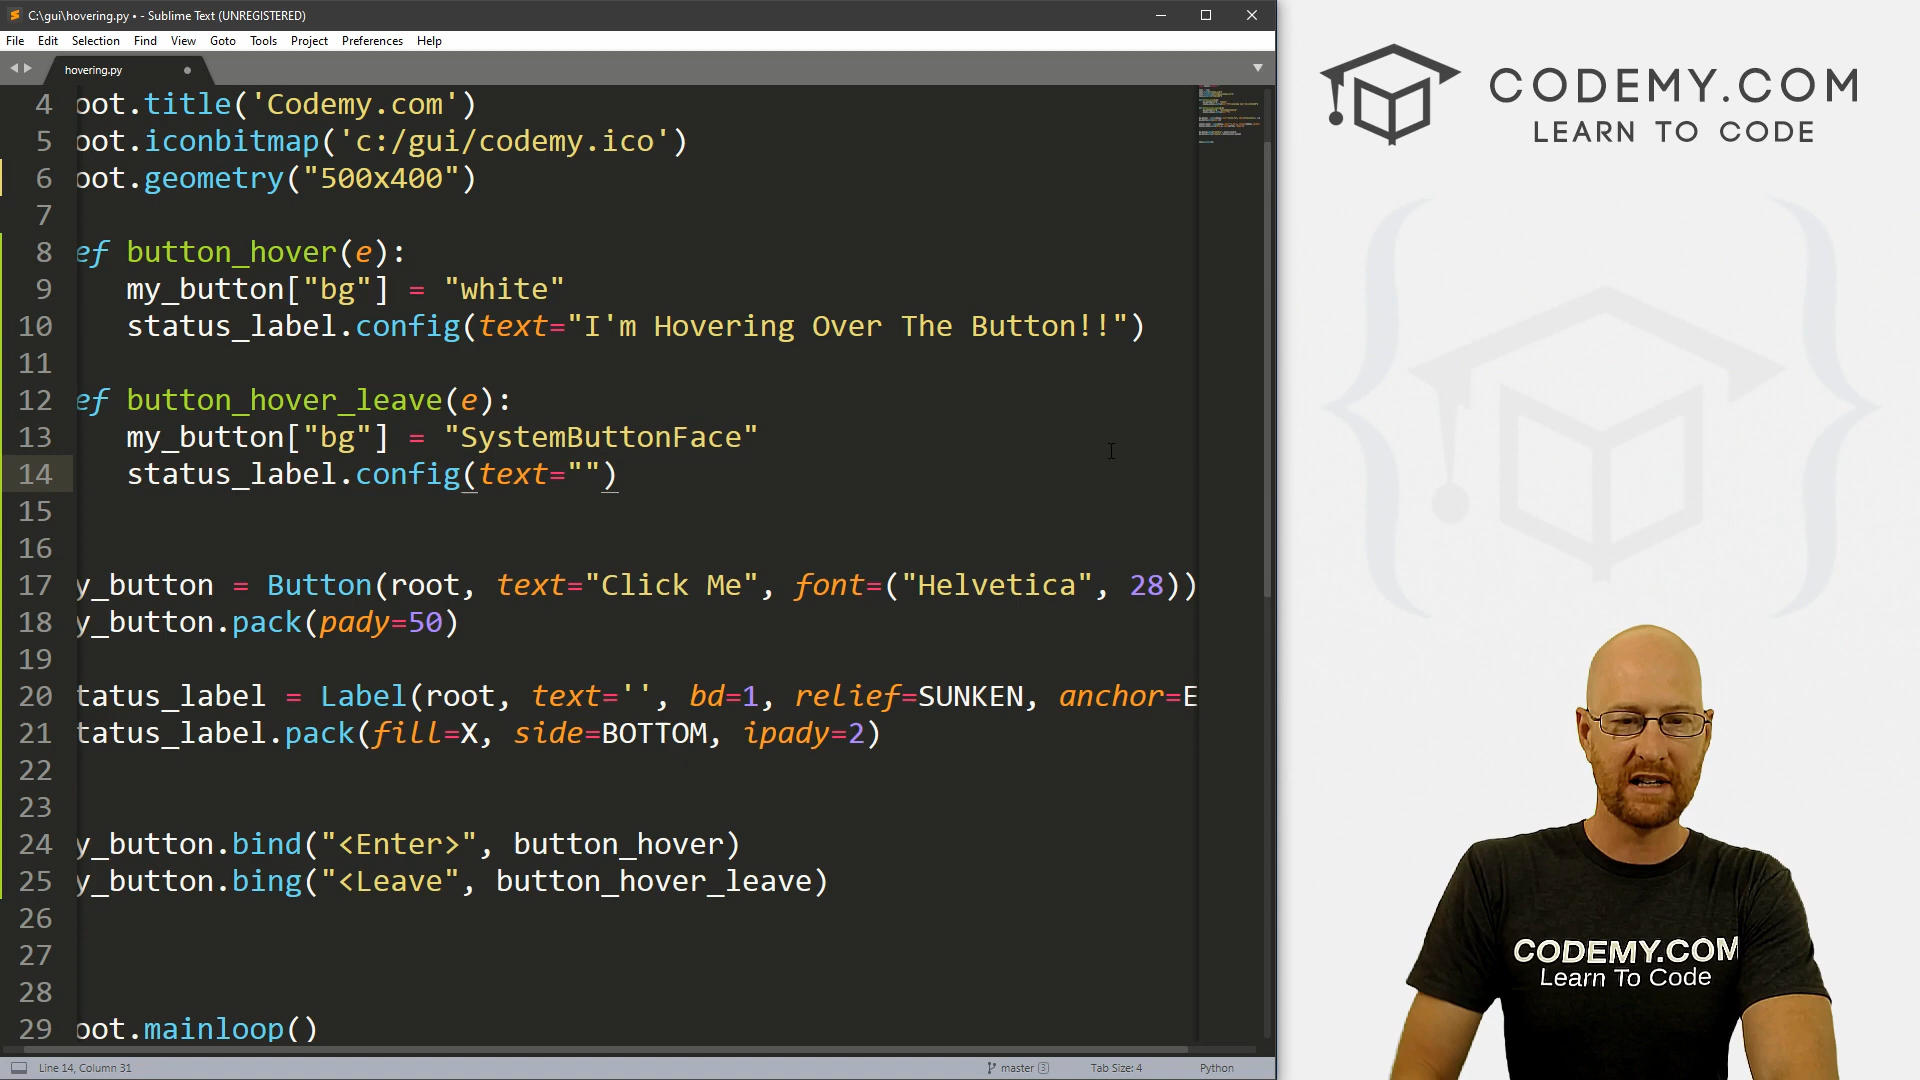 C:\gui\hovering.py • - Sublime Text (UNREGISTERED)
File Edit Selection Find View Goto Tools Project Preferences Help
hovering.py
4 oot.title('Codemy.com')
5 oot.iconbitmap('c:/gui/codemy.ico')
6 oot.geometry("500x400")
7
8 ef button_hover(e):
9 my_button["bg"] = "white"
10 status_label.config(text="I'm Hovering Over The Button!!")
11
12 ef button_hover_leave(e):
13 my_button["bg"] = "SystemButtonFace"
14 status_label.config(text="")
15
16
17 y_button = Button(root, text="Click Me", font=("Helvetica", 28))
18 y_button.pack(pady=50)
19
20 tatus_label = Label(root, text='', bd=1, relief=SUNKEN, anchor=E
21 tatus_label.pack(fill=X, side=BOTTOM, ipady=2)
22
23
24 y_button.bind("<Enter>", button_hover)
25 y_button.bing("<Leave", button_hover_leave)
26
27
28
29 oot.mainloop()
Line 14, Column 31 master 3 Tab Size: 4 Python
CODEMY.COM
LEARN TO CODE
CODEMY.COM
Learn To Code